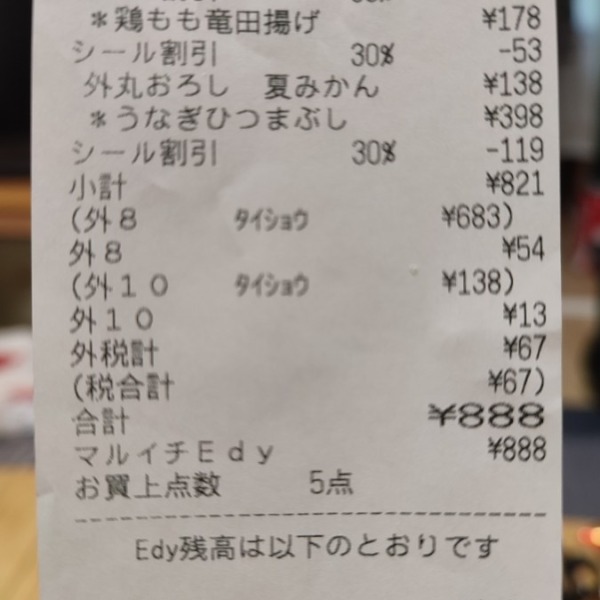 ＊鶏もも竜田揚げ ¥178
シール割引 30% -53
外丸おろし 夏みかん ¥138
＊うなぎひつまぶし ¥398
シール割引 30% -119
小計 ¥821
(外８ ﾀｲｼｮｳ ¥683)
外８ ¥54
(外１０ ﾀｲｼｮｳ ¥138)
外１０ ¥13
外税計 ¥67
(税合計 ¥67)
合計 ¥888
マルイチＥｄｙ ¥888
お買上点数 5点
Edy残高は以下のとおりです